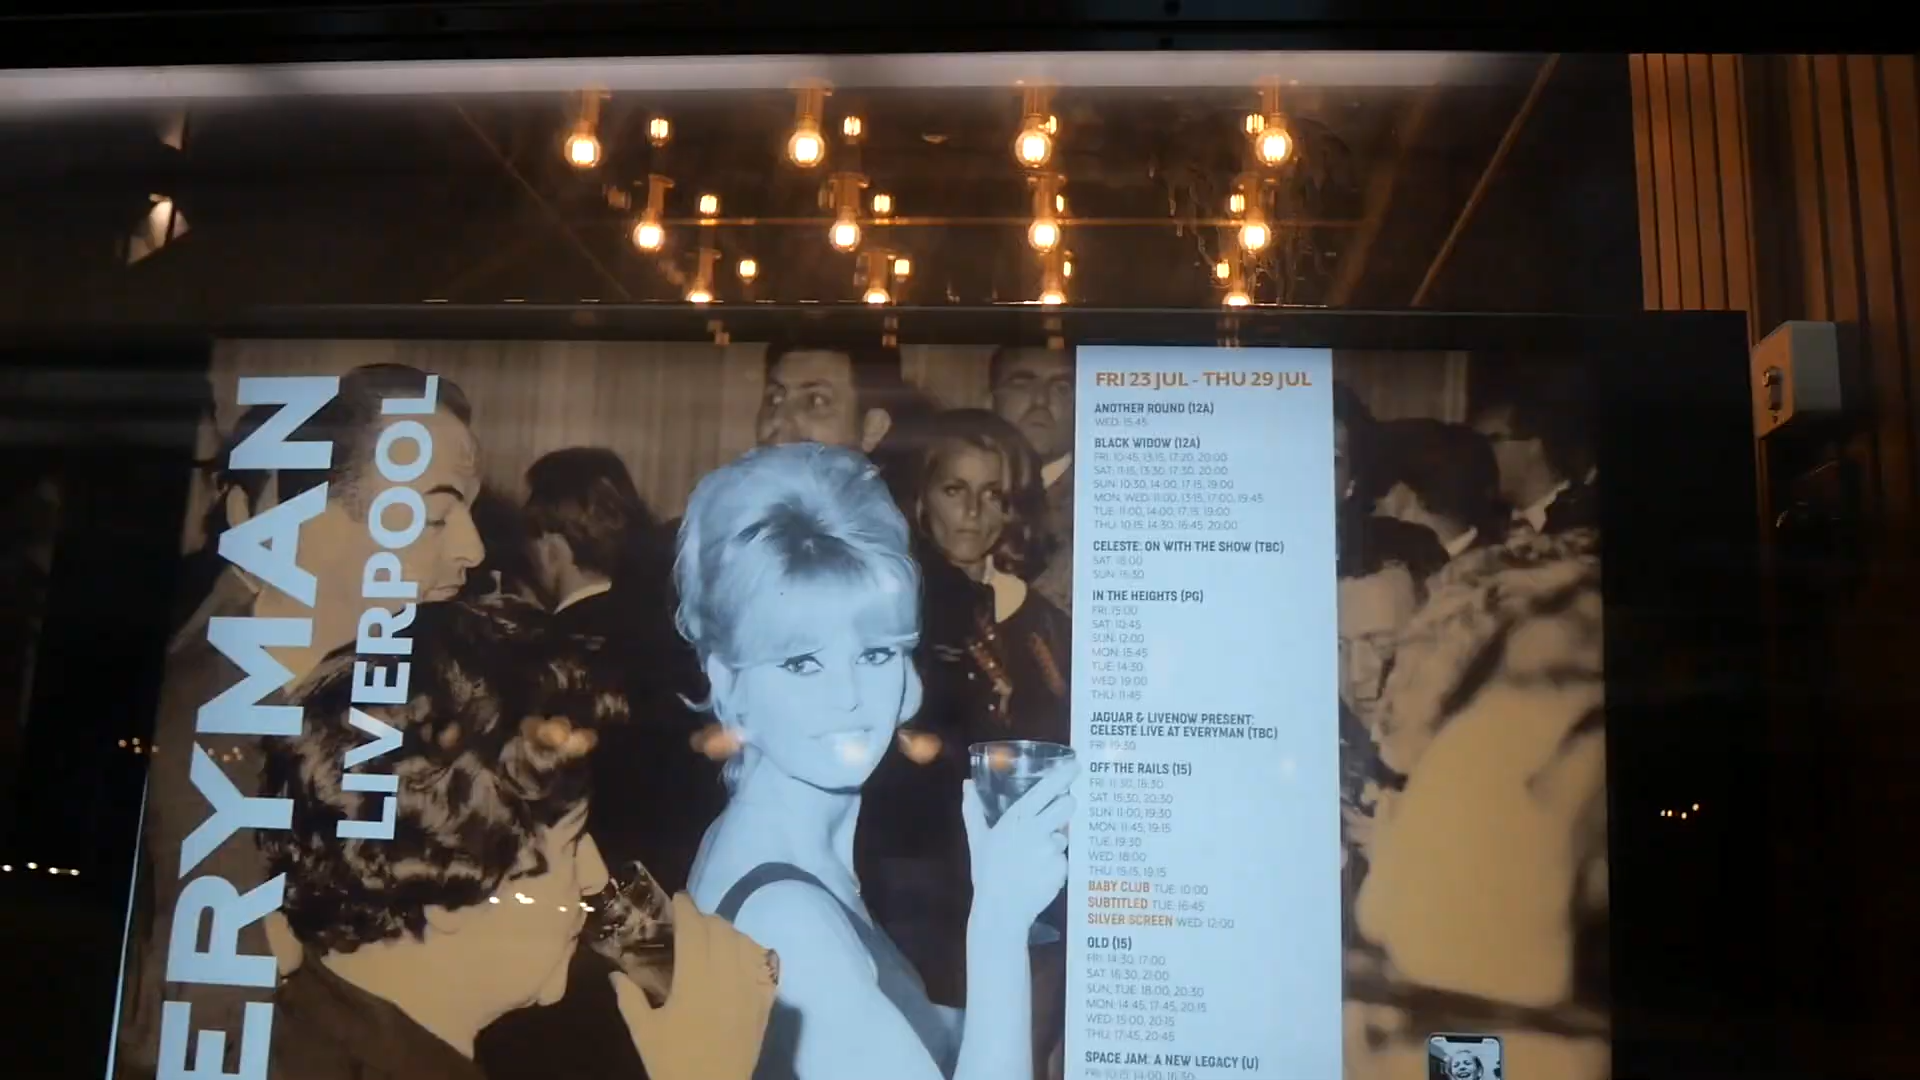 ERYMAN
LIVERPOOL
FRI 23 JUL - THU 29 JUL
ANOTHER ROUND (12A)
WED: 15:45
BLACK WIDOW (12A)
FRI: 10:45, 13:15, 17:20, 20:00
SAT: 11:15, 13:30, 17:30, 20:00
SUN: 10:30, 14:00, 17:15, 19:00
MON, WED: 11:00, 13:15, 17:00, 19:45
TUE: 11:00, 14:00, 17:15, 19:00
THU: 10:15, 14:30, 16:45, 20:00
CELESTE: ON WITH THE SHOW (TBC)
SAT: 18:00
SUN: 16:30
IN THE HEIGHTS (PG)
FRI: 15:00
SAT: 10:45
SUN: 12:00
MON: 15:45
TUE: 14:30
WED: 19:00
THU: 11:45
JAGUAR & LIVENOW PRESENT:
CELESTE LIVE AT EVERYMAN (TBC)
FRI: 19:30
OFF THE RAILS (15)
FRI: 11:30, 18:30
SAT: 15:30, 20:30
SUN: 11:00, 19:30
MON: 11:45, 19:15
TUE: 19:30
WED: 18:00
THU: 15:15, 19:15
BABY CLUB TUE: 10:00
SUBTITLED TUE: 16:45
SILVER SCREEN WED: 12:00
OLD (15)
FRI: 14:30, 17:00
SAT: 16:30, 21:00
SUN, TUE: 18:00, 20:30
MON: 14:45, 17:45, 20:15
WED: 15:00, 20:15
THU: 17:45, 20:45
SPACE JAM: A NEW LEGACY (U)
FRI: 10:15, 14:00, 16:30